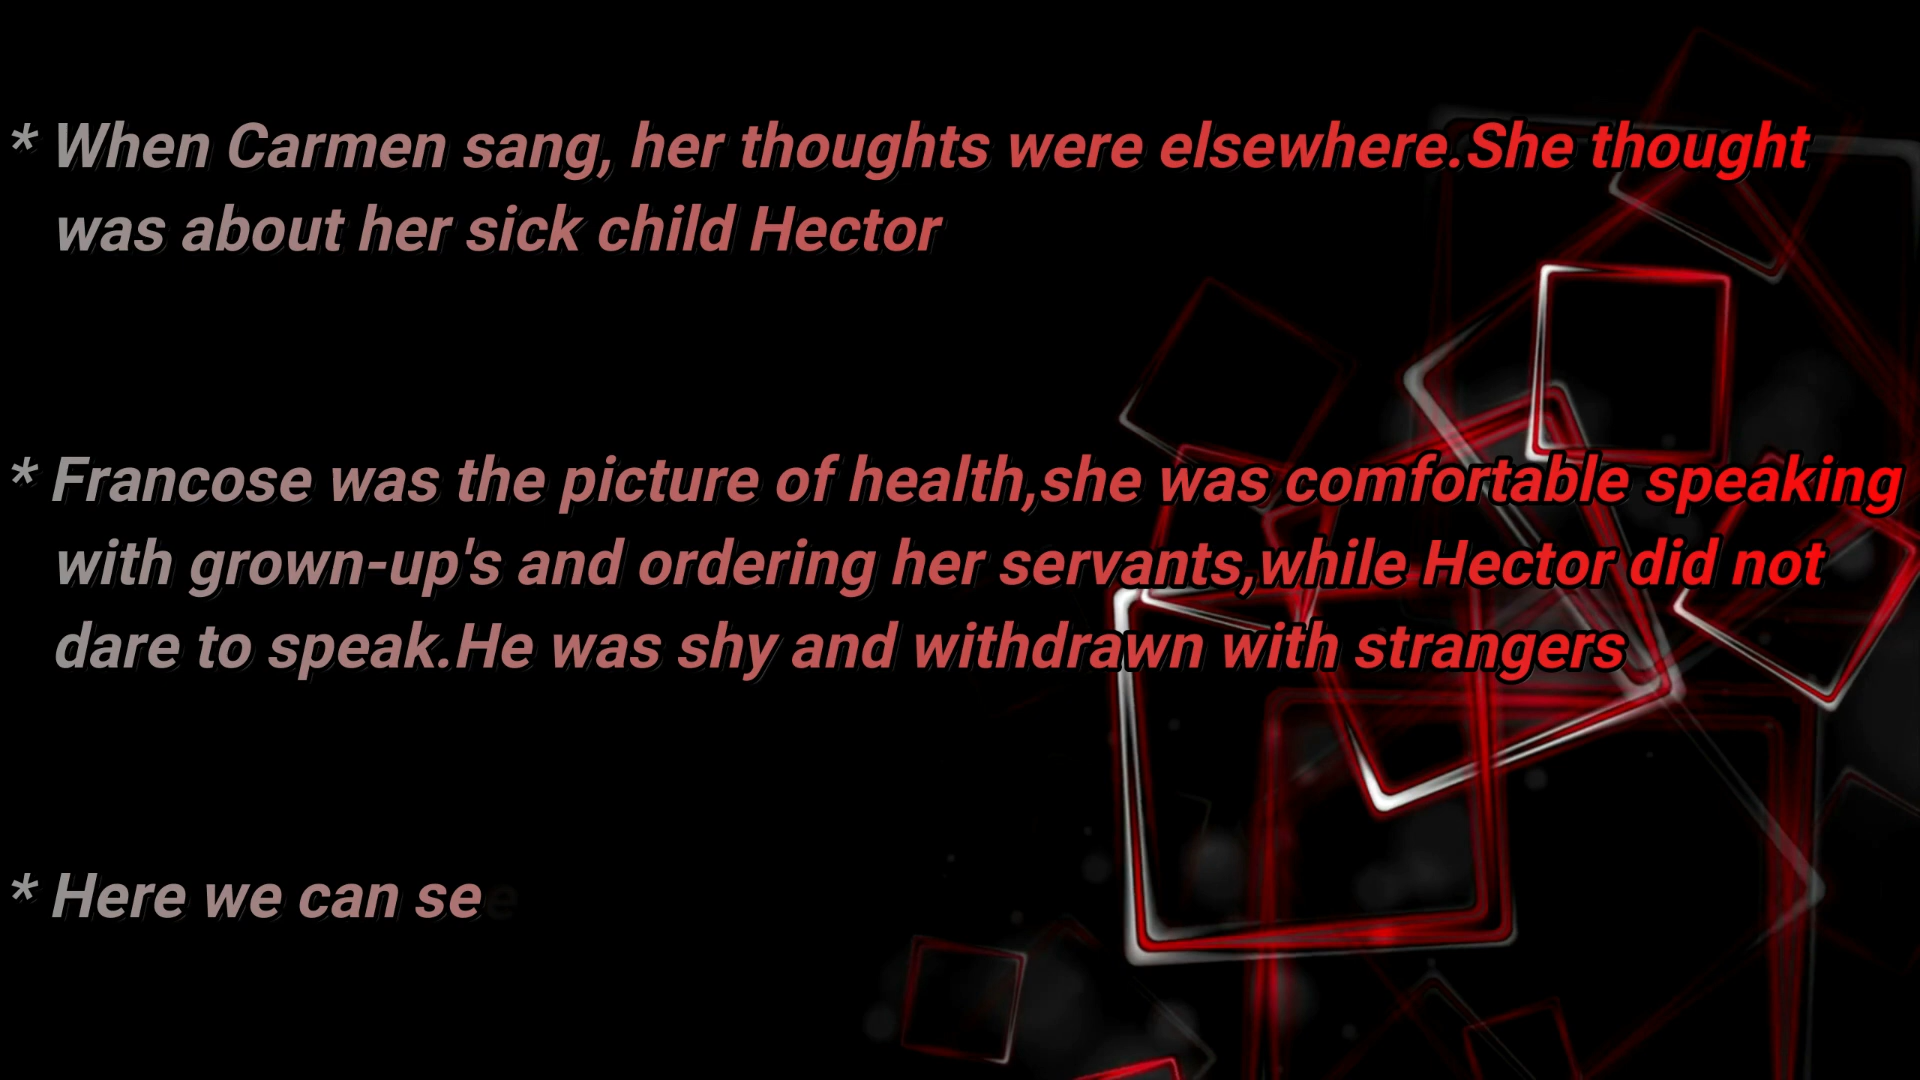 * When Carmen sang, her thoughts were elsewhere.She thought
was about her sick child Hector
* Francose was the picture of health,she was comfortable speaking
with grown-up's and ordering her servants,while Hector did not
dare to speak.He was shy and withdrawn with strangers
* Here we can see